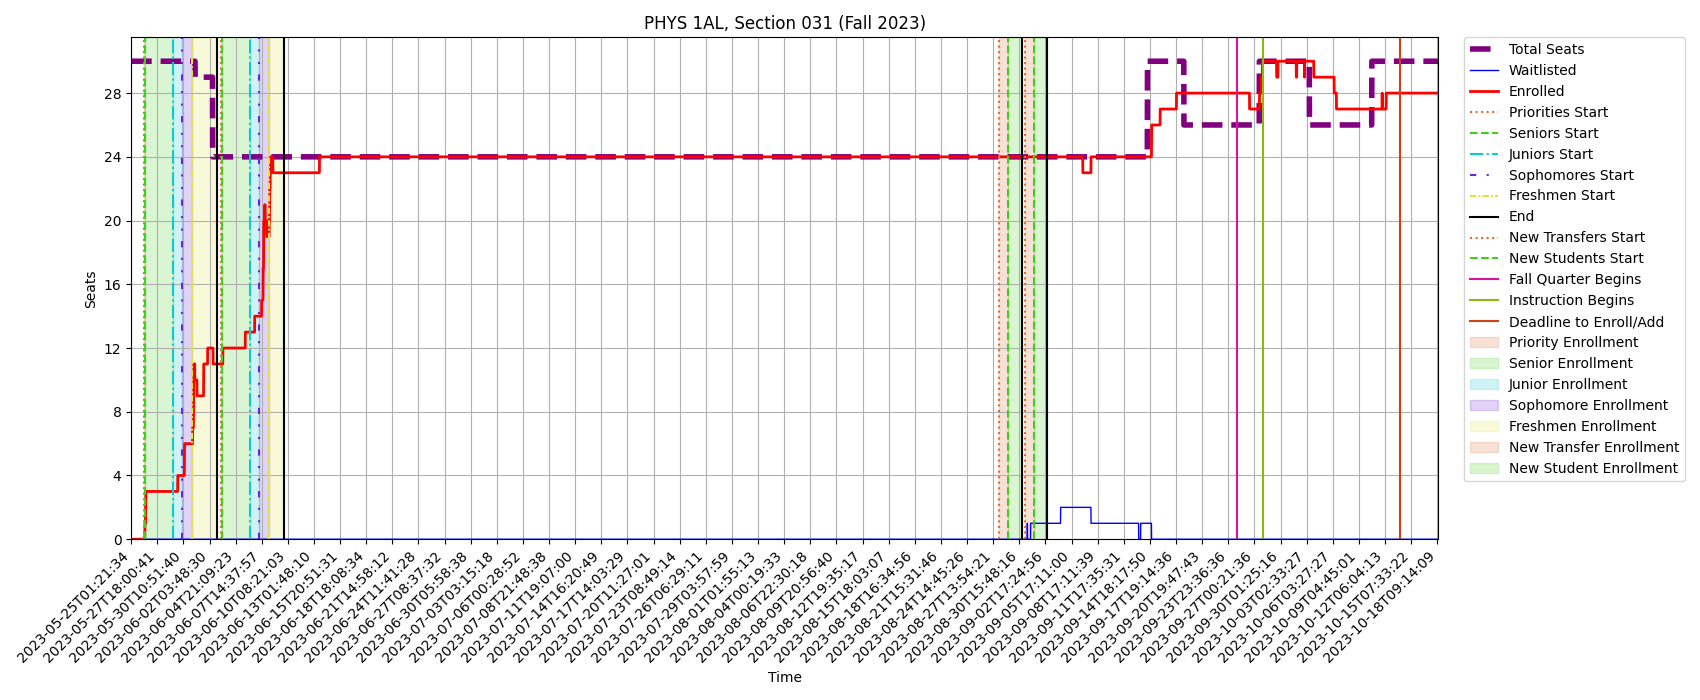 PHYS 1AL, Section 031 (Fall 2023)
Seats
28
24
20
16
12
8
4
0
2023-05-25T01:21:34
2023-05-27T18:00:41
2023-05-30T10:51:40
2023-06-02T03:48:30
2023-06-04T21:09:23
2023-06-07T14:37:57
2023-06-10T08:21:03
2023-06-13T01:48:10
2023-06-15T20:51:31
2023-06-18T18:08:34
2023-06-21T14:58:12
2023-06-24T11:41:28
2023-06-27T08:37:32
2023-06-30T05:58:38
2023-07-03T03:15:18
2023-07-06T00:28:52
2023-07-08T21:48:38
2023-07-11T19:07:00
2023-07-14T16:20:49
2023-07-17T14:03:29
2023-07-20T11:27:01
2023-07-23T08:49:14
2023-07-26T06:29:11
2023-07-29T03:57:59
2023-08-01T01:55:13
2023-08-04T00:19:33
2023-08-06T22:30:18
2023-08-09T20:56:40
2023-08-12T19:35:17
2023-08-15T18:03:07
2023-08-18T16:34:56
2023-08-21T15:31:46
2023-08-24T14:45:26
2023-08-27T13:54:21
2023-08-30T15:48:16
2023-09-02T17:24:56
2023-09-05T17:11:00
2023-09-08T17:11:39
2023-09-11T17:35:31
2023-09-14T18:17:50
2023-09-17T19:14:36
2023-09-20T19:47:43
2023-09-23T23:36:36
2023-09-27T00:21:36
2023-09-30T01:25:16
2023-10-03T02:33:27
2023-10-06T03:27:27
2023-10-09T04:45:01
2023-10-12T06:04:13
2023-10-15T07:33:22
2023-10-18T09:14:09
Time
Total Seats
Waitlisted
Enrolled
Priorities Start
Seniors Start
Juniors Start
Sophomores Start
Freshmen Start
End
New Transfers Start
New Students Start
Fall Quarter Begins
Instruction Begins
Deadline to Enroll/Add
Priority Enrollment
Senior Enrollment
Junior Enrollment
Sophomore Enrollment
Freshmen Enrollment
New Transfer Enrollment
New Student Enrollment